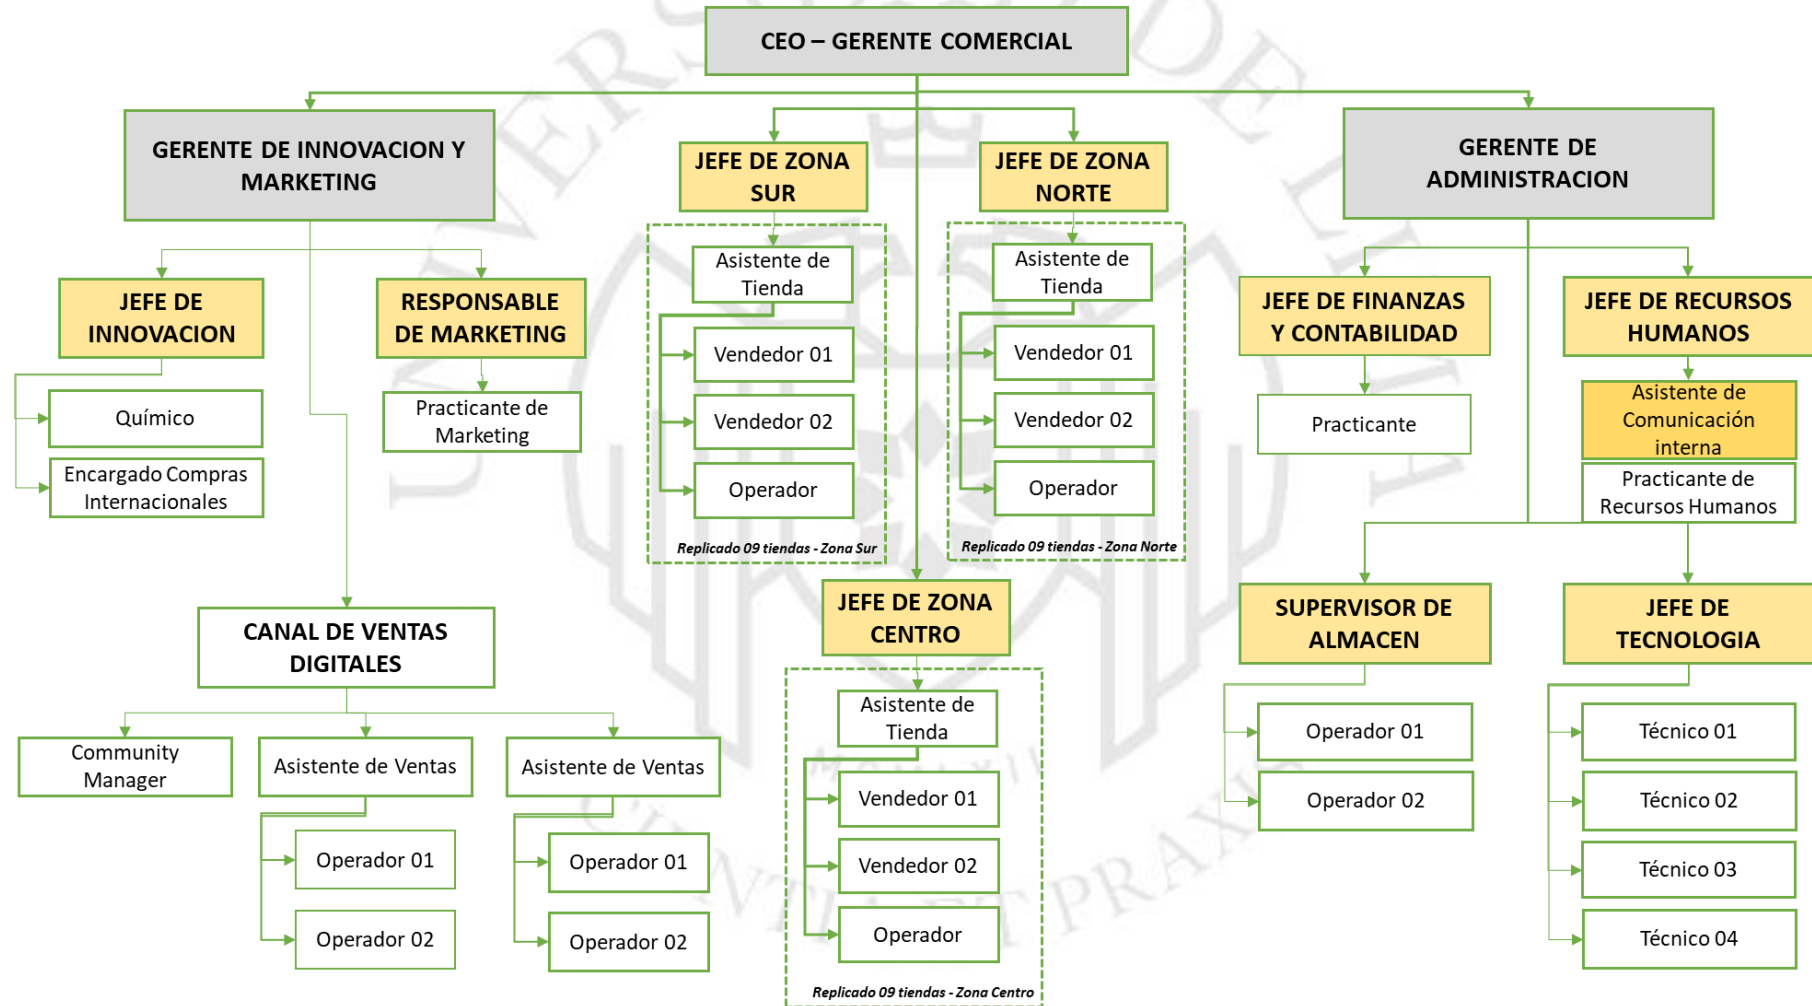 CEO – GERENTE COMERCIAL
GERENTE DE INNOVACION Y
MARKETING
JEFE DE ZONA
SUR
JEFE DE ZONA
NORTE
GERENTE DE
ADMINISTRACION
JEFE DE
INNOVACION
RESPONSABLE
DE MARKETING
Químico
Encargado Compras
Internacionales
Practicante de
Marketing
Asistente de
Tienda
Vendedor 01
Vendedor 02
Operador
Replicado 09 tiendas - Zona Sur
Asistente de
Tienda
Vendedor 01
Vendedor 02
Operador
Replicado 09 tiendas - Zona Norte
JEFE DE FINANZAS
Y CONTABILIDAD
JEFE DE RECURSOS
HUMANOS
Practicante
Asistente de
Comunicación
interna
Practicante de
Recursos Humanos
CANAL DE VENTAS
DIGITALES
Community
Manager
Asistente de Ventas
Asistente de Ventas
Operador 01
Operador 02
Operador 01
Operador 02
JEFE DE ZONA
CENTRO
Asistente de
Tienda
Vendedor 01
Vendedor 02
Operador
Replicado 09 tiendas - Zona Centro
SUPERVISOR DE
ALMACEN
JEFE DE
TECNOLOGIA
Operador 01
Operador 02
Técnico 01
Técnico 02
Técnico 03
Técnico 04